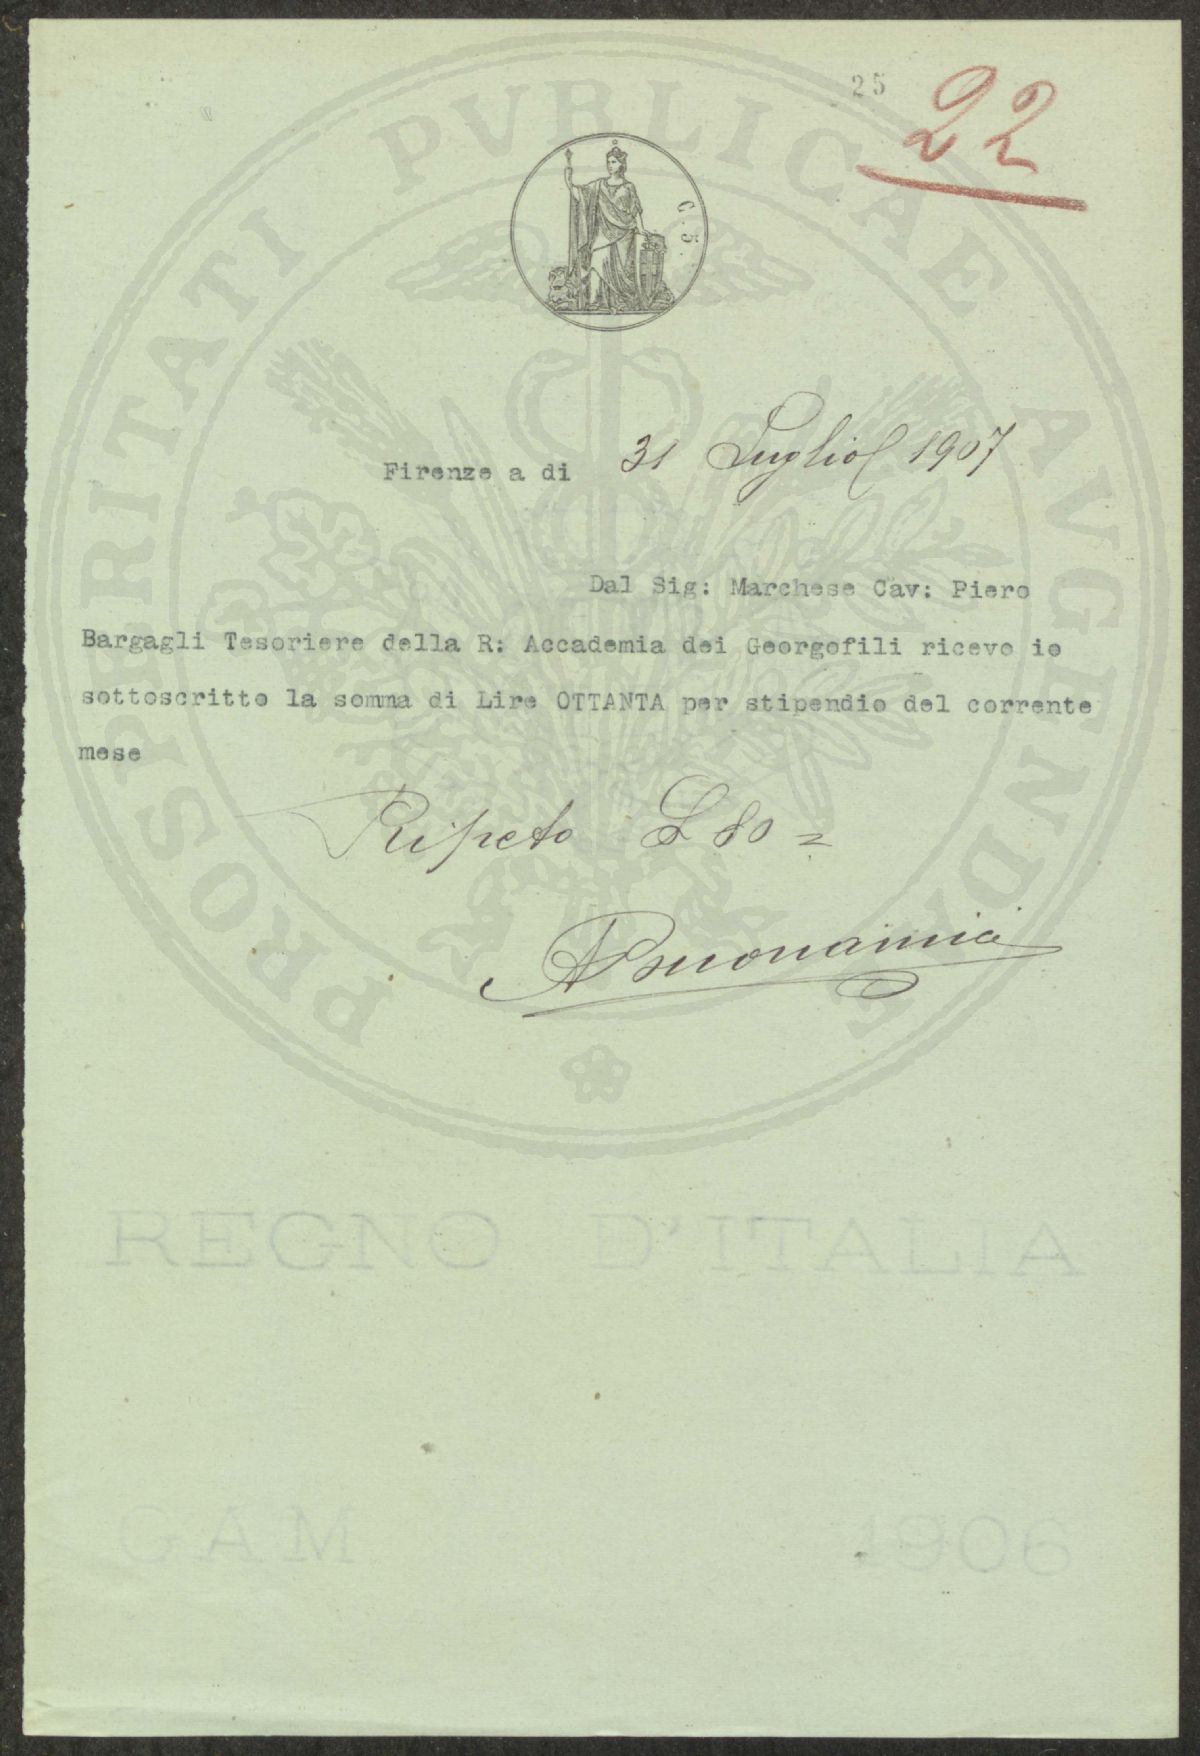 25
22
C. 5.
PROSPERITATI PVBLICAE AVGENDAE
Firenze a di 31 Luglio 1907
Dal Sig: Marchese Cav: Piero
Bargagli Tesoriere della R: Accademia dei Georgofili ricevo io
sottoscritto la somma di Lire OTTANTA per stipendio del corrente
mese
Ripeto £ 80 =
ABuonamici
REGNO D'ITALIA
GAM 1906